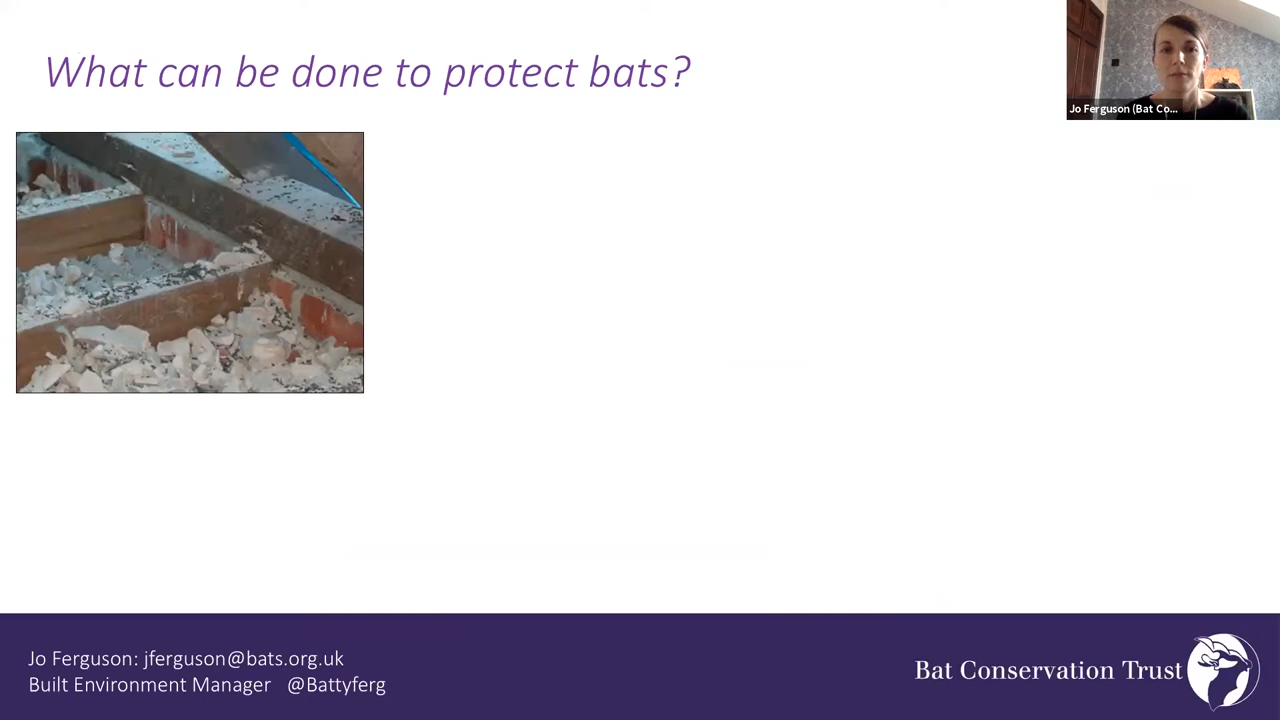 What can be done to protect bats?
Jo Ferguson (Bat Co...
Jo Ferguson: jferguson@bats.org.uk
Built Environment Manager @Battyferg
Bat Conservation Trust